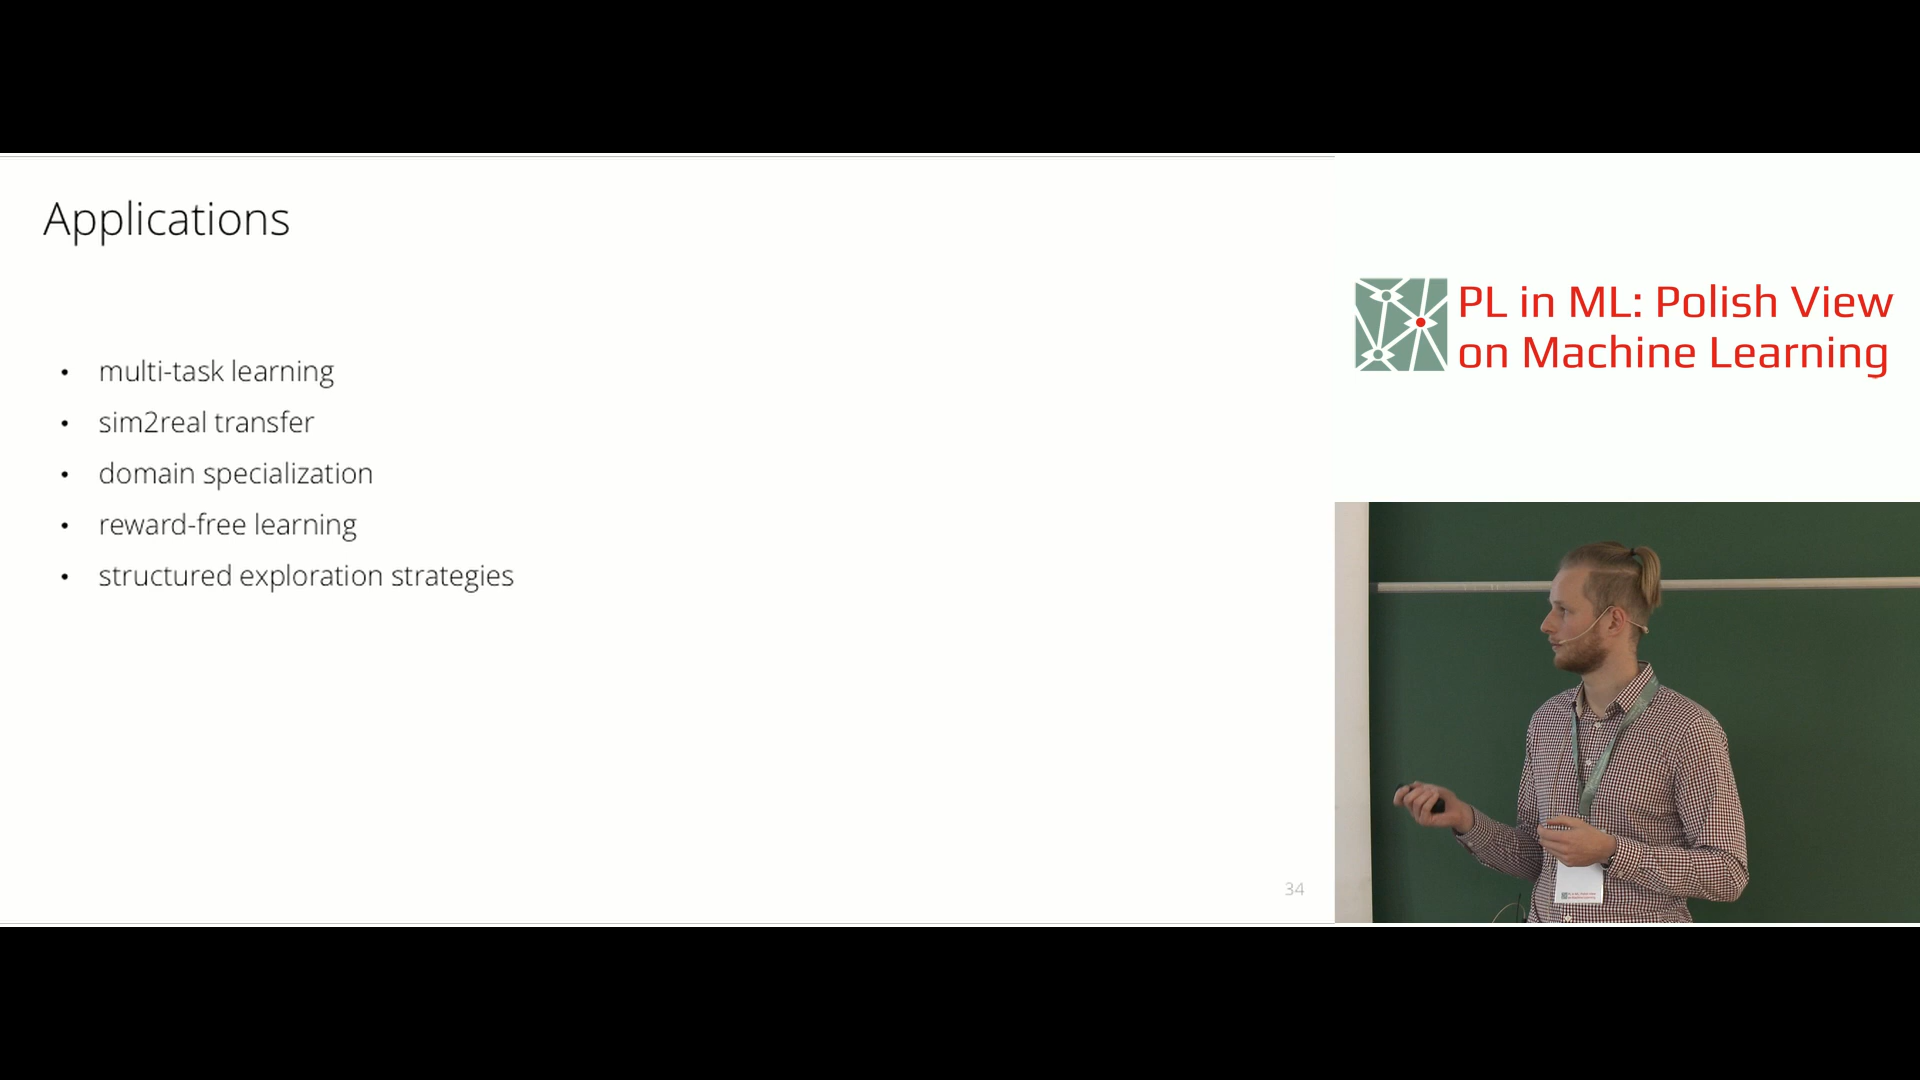 Applications
• multi-task learning
• sim2real transfer
• domain specialization
• reward-free learning
• structured exploration strategies
34
PL in ML: Polish View
on Machine Learning